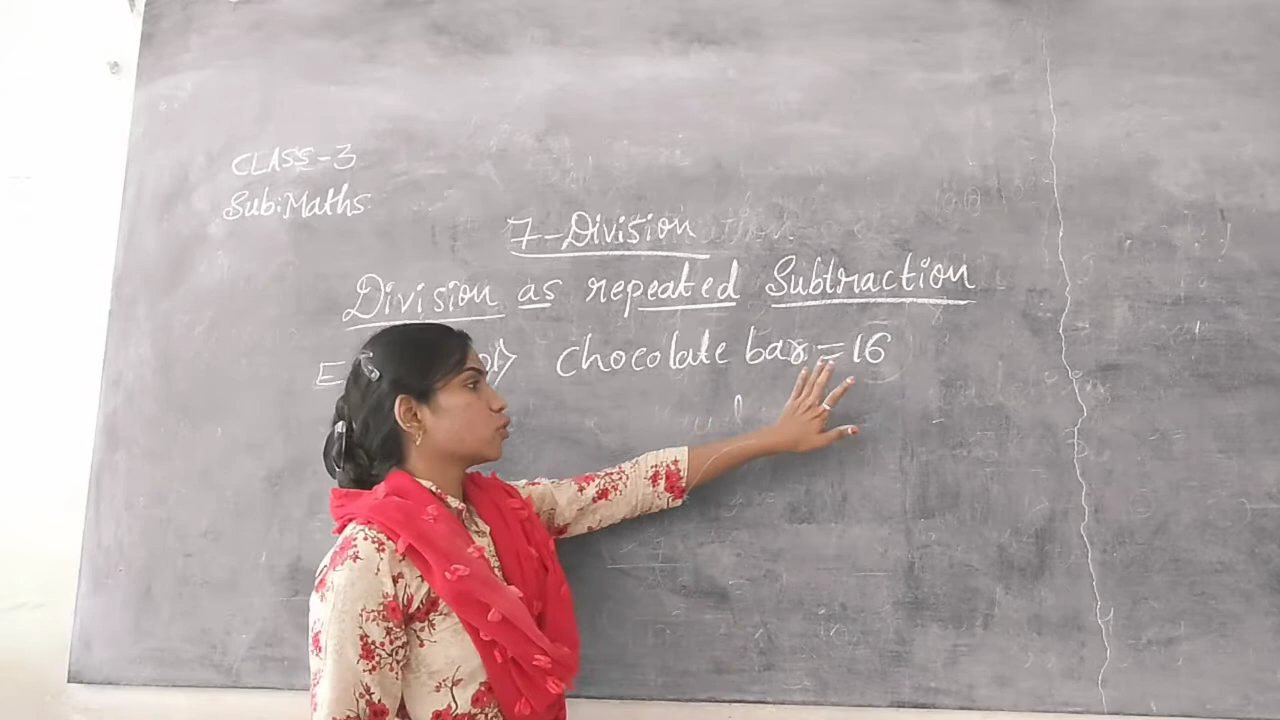 CLASS-3
Sub:Maths
7-Division
Division as repeated Subtraction
chocolate bar=16